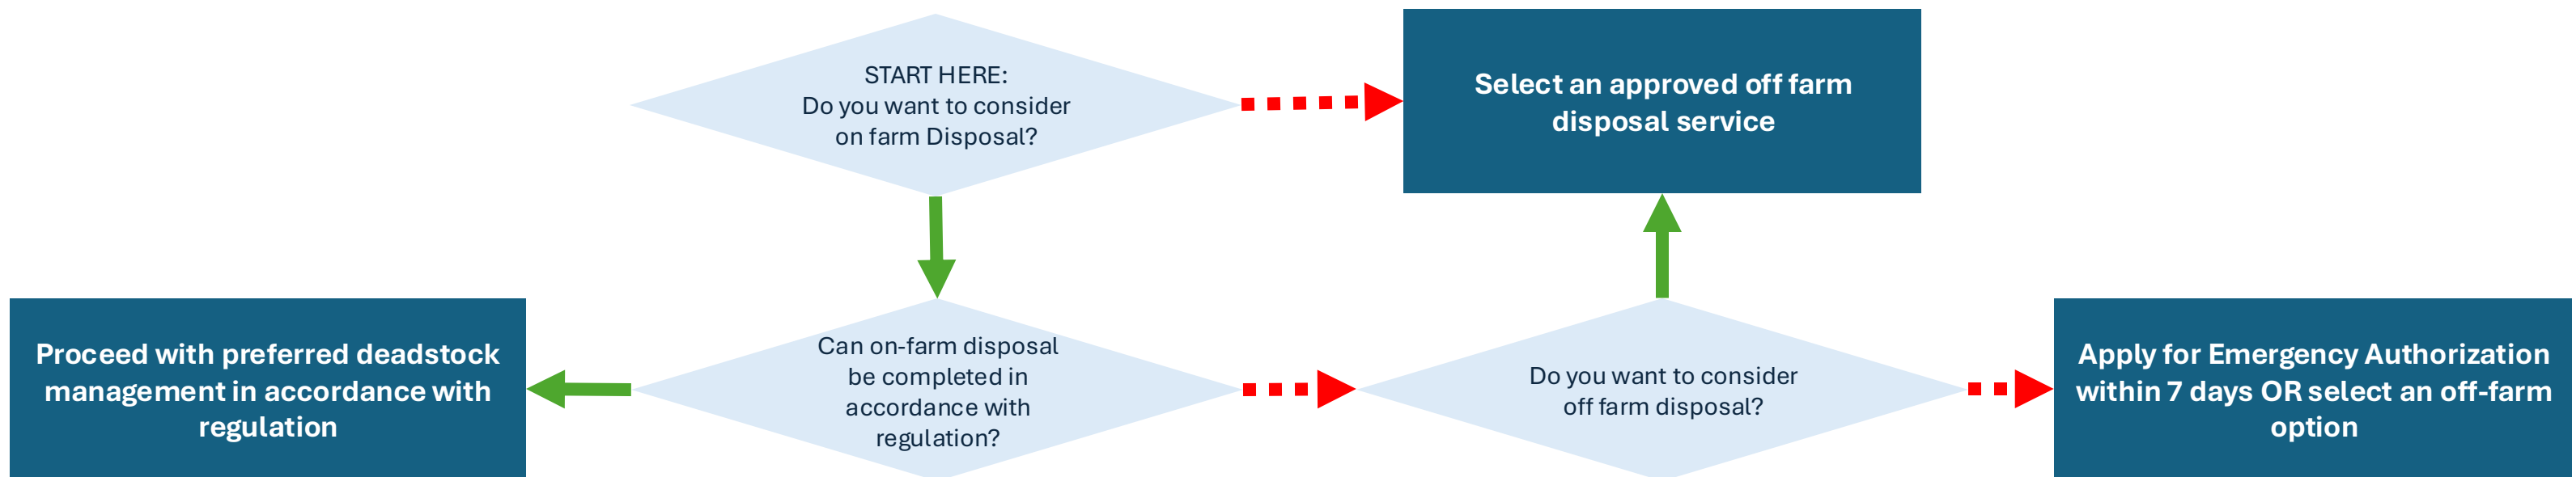 START HERE:
Do you want to consider
on farm Disposal?
Select an approved off farm
disposal service
Proceed with preferred deadstock
management in accordance with
regulation
Can on-farm disposal
be completed in
accordance with
regulation?
Do you want to consider
off farm disposal?
Apply for Emergency Authorization
within 7 days OR select an off-farm
option